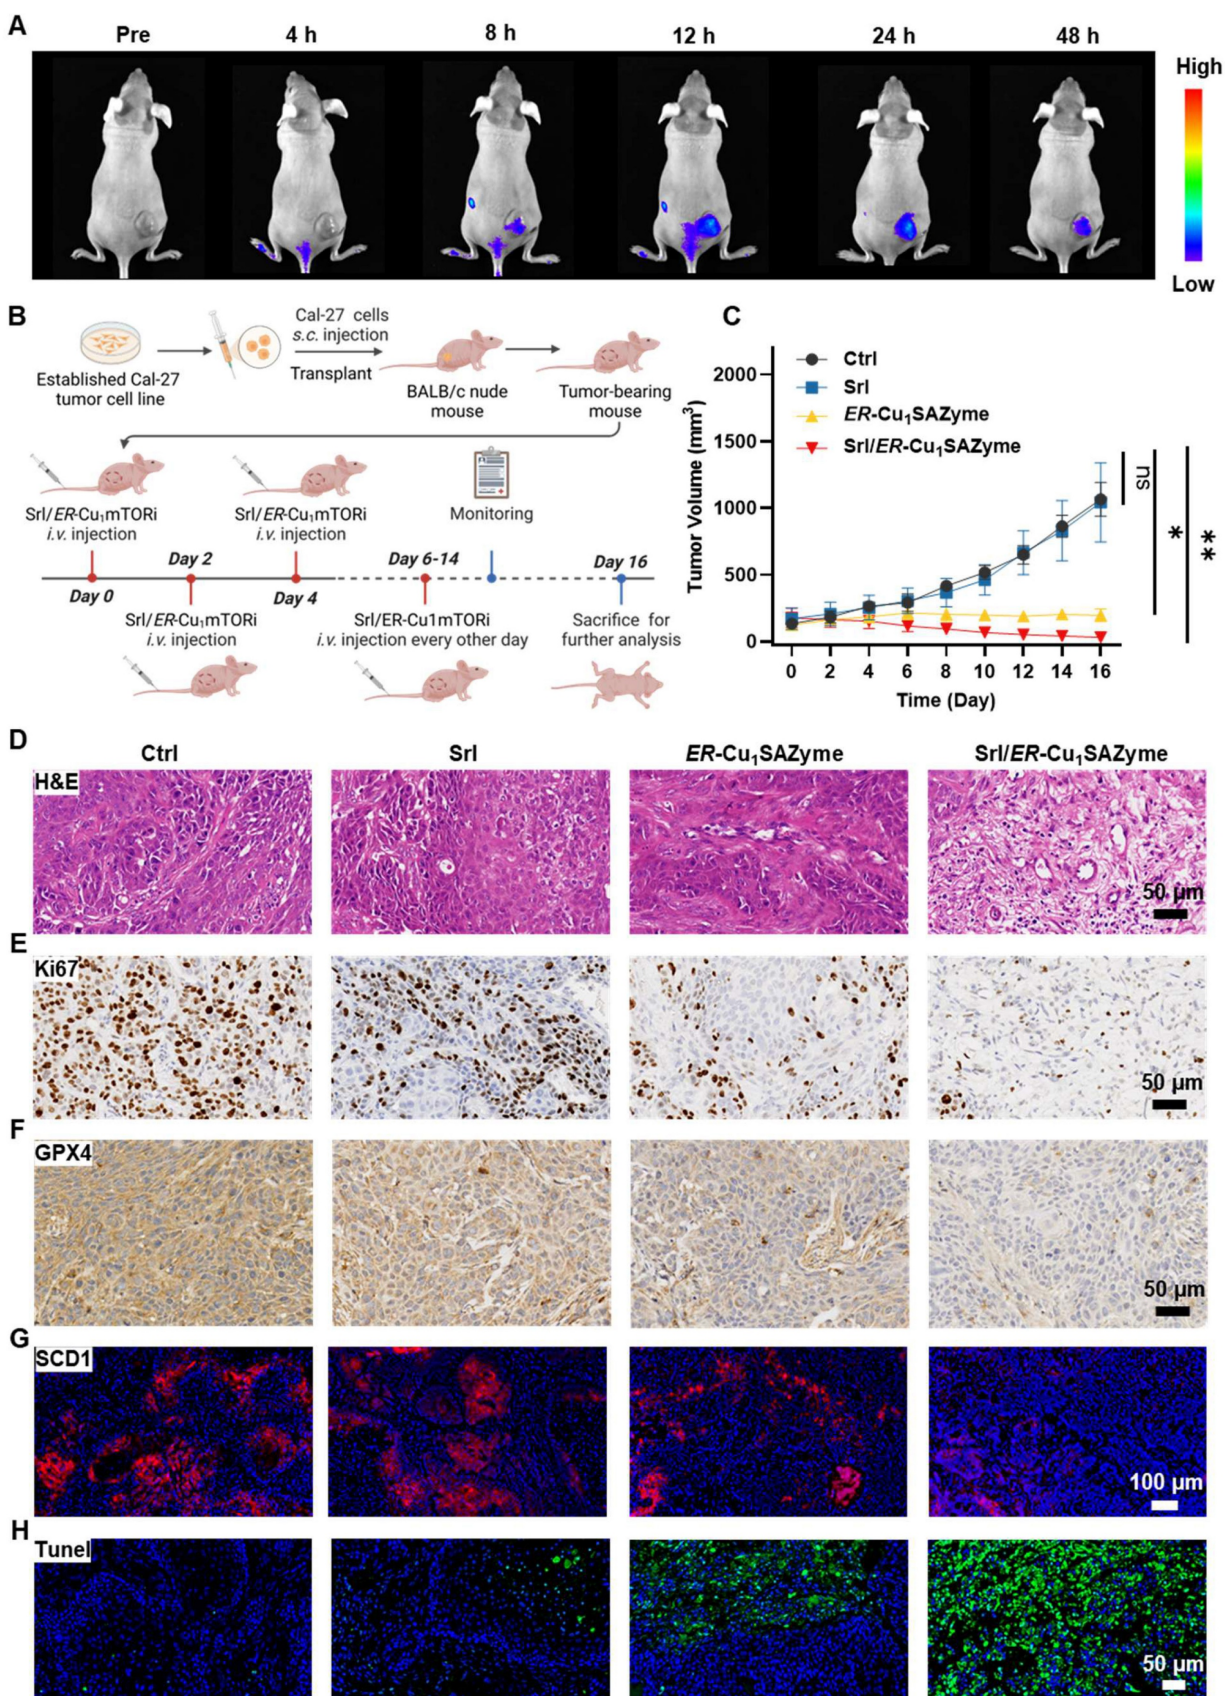 A
Pre
4 h
8 h
12 h
24 h
48 h
High
Low
B
Established Cal-27
tumor cell line
Cal-27 cells
s.c. injection
Transplant
BALB/c nude
mouse
Tumor-bearing
mouse
Srl/ER-Cu₁mTORi
i.v. injection
Srl/ER-Cu₁mTORi
i.v. injection
Monitoring
Day 0
Day 2
Day 4
Day 6-14
Day 16
Srl/ER-Cu₁mTORi
i.v. injection
Srl/ER-Cu1mTORi
i.v. injection every other day
Sacrifice for
further analysis
C
Tumor Volume (mm³)
2000
1500
1000
500
0
0 2 4 6 8 10 12 14 16
Time (Day)
Ctrl
Srl
ER-Cu₁SAZyme
Srl/ER-Cu₁SAZyme
ns
*
**
D
Ctrl
Srl
ER-Cu₁SAZyme
Srl/ER-Cu₁SAZyme
H&E
50 µm
E
Ki67
50 µm
F
GPX4
50 µm
G
SCD1
100 µm
H
Tunel
50 µm